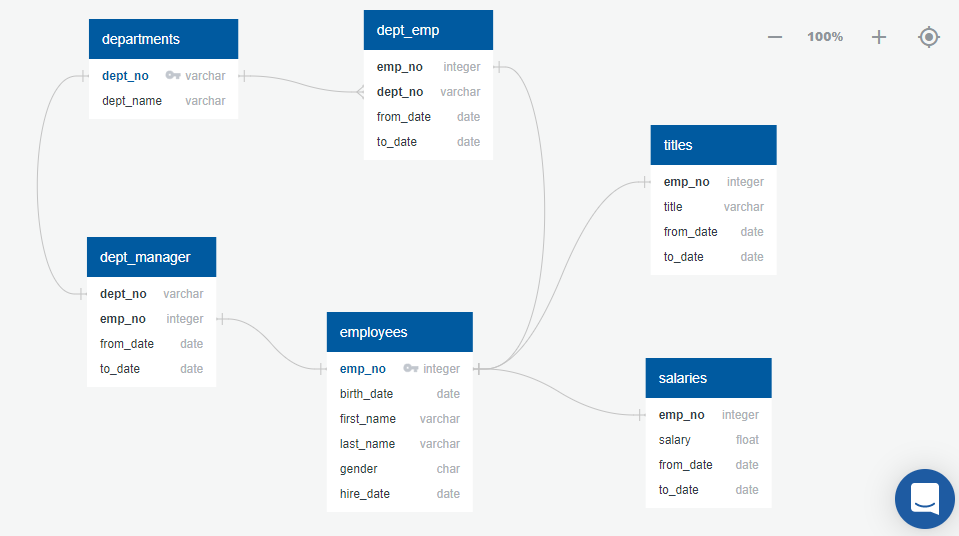 departments
dept_no varchar
dept_name varchar
dept_emp
emp_no integer
dept_no varchar
from_date date
to_date date
100%
titles
emp_no integer
title varchar
from_date date
to_date date
dept_manager
dept_no varchar
emp_no integer
from_date date
to_date date
employees
emp_no integer
birth_date date
first_name varchar
last_name varchar
gender char
hire_date date
salaries
emp_no integer
salary float
from_date date
to_date date